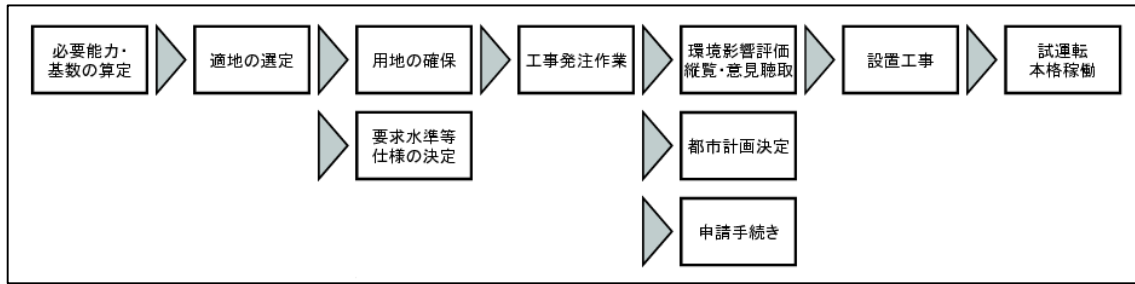 必要能力・
基数の算定
適地の選定
用地の確保
工事発注作業
環境影響評価
縦覧・意見聴取
設置工事
試運転
本格稼働
要求水準等
仕様の決定
都市計画決定
申請手続き